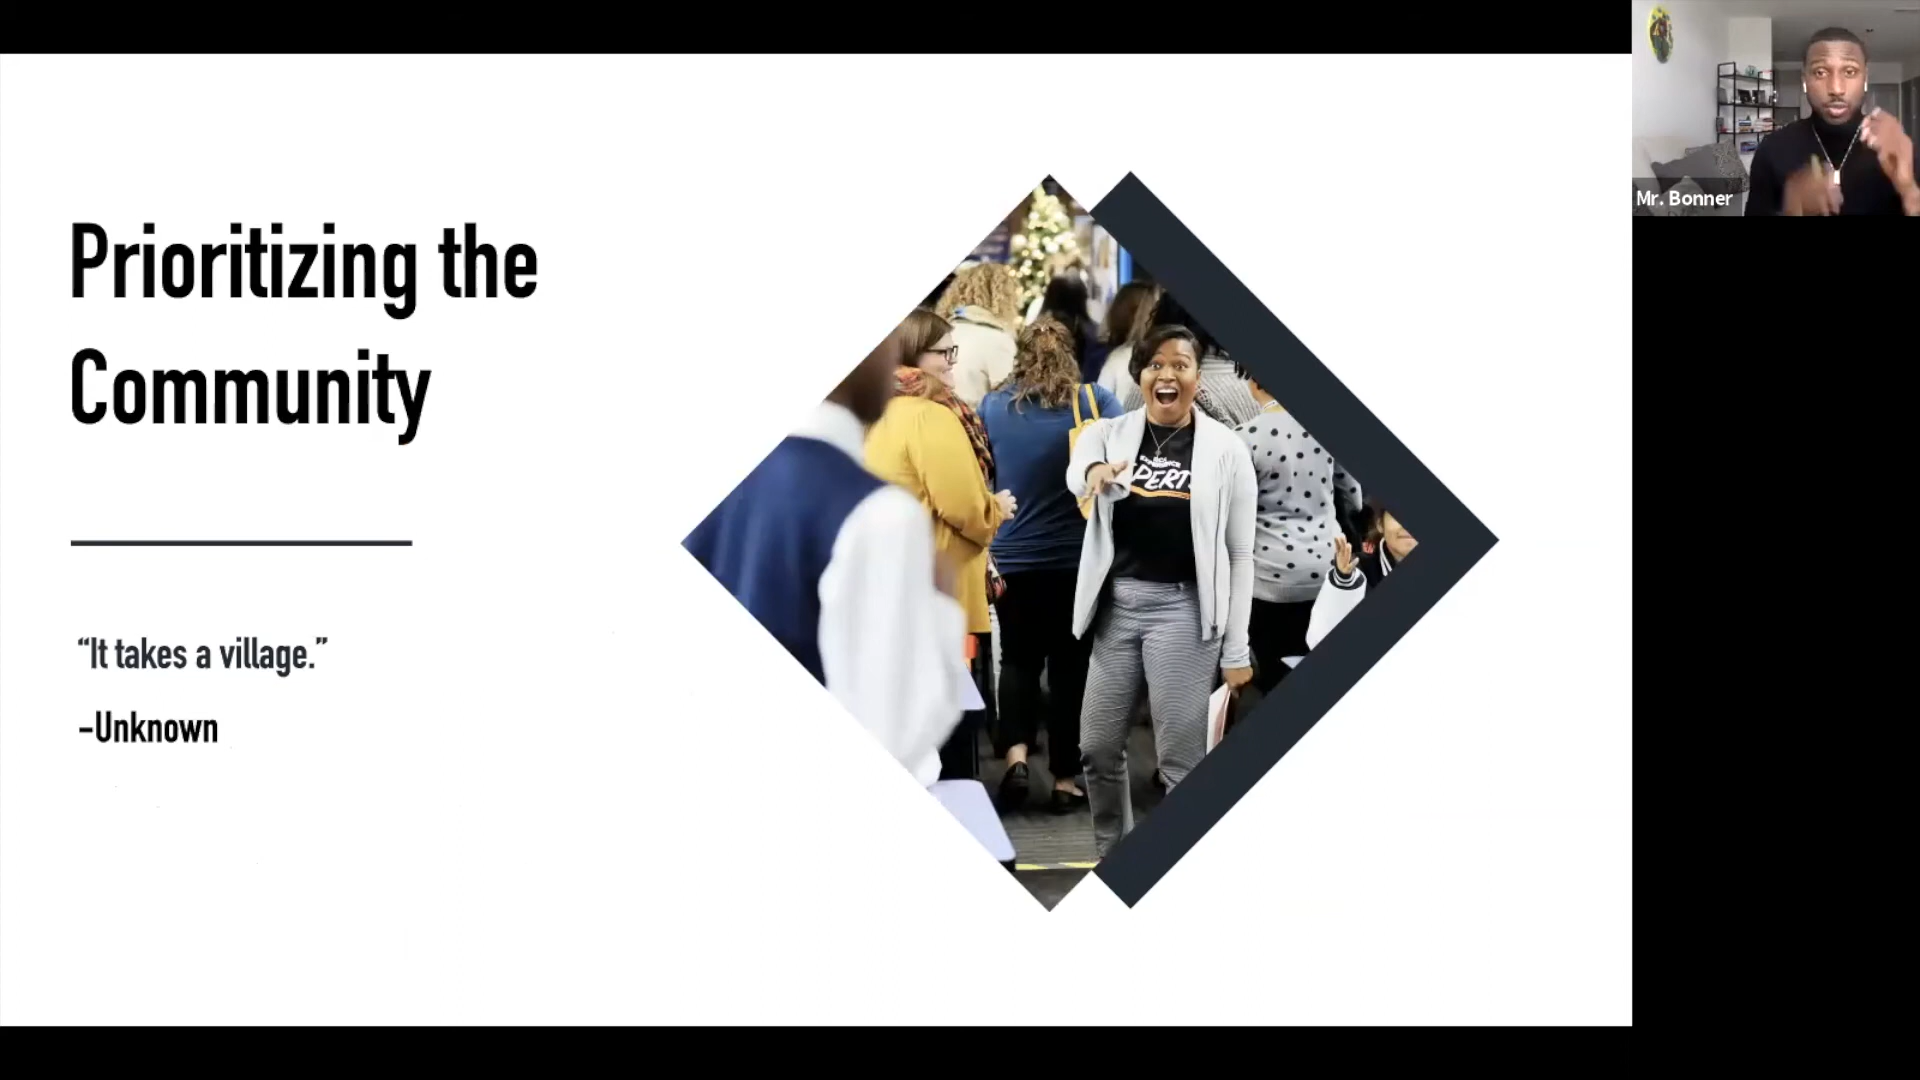 Prioritizing the
Community
“It takes a village.”
–Unknown
Mr. Bonner